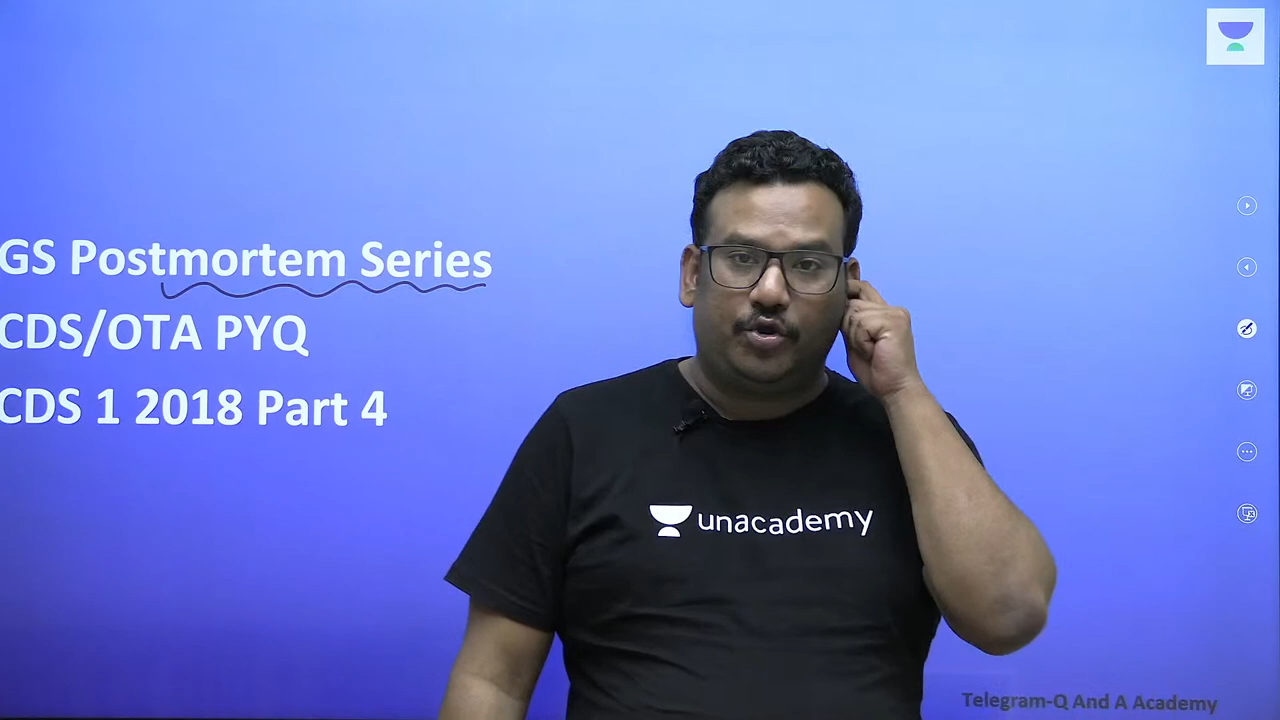 GS Postmortem Series
CDS/OTA PYQ
CDS 1 2018 Part 4
unacademy
Telegram-Q And A Academy